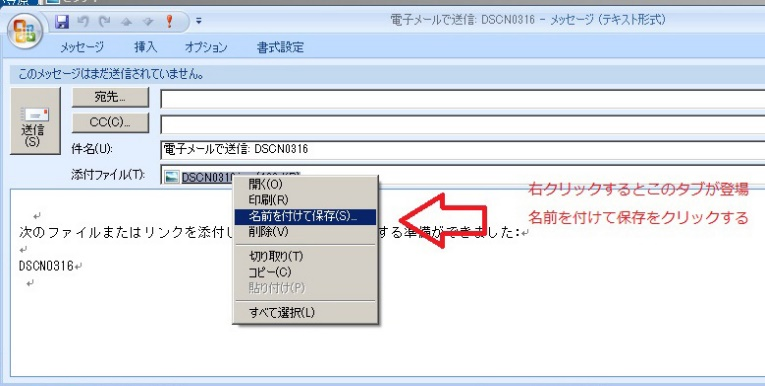 電子メールで送信: DSCN0316 - メッセージ (テキスト形式)
メッセージ 挿入 オプション 書式設定
このメッセージはまだ送信されていません。
宛先...
CC(C)...
送信
(S)
件名(U):
電子メールで送信: DSCN0316
添付ファイル(T):
DSCN0316
開く(O)
印刷(R)
名前を付けて保存(S)...
削除(V)
切り取り(T)
コピー(C)
貼り付け(P)
すべて選択(L)
右クリックするとこのタブが登場
名前を付けて保存をクリックする
次のファイルまたはリンクを添付し する準備ができました:
DSCN0316